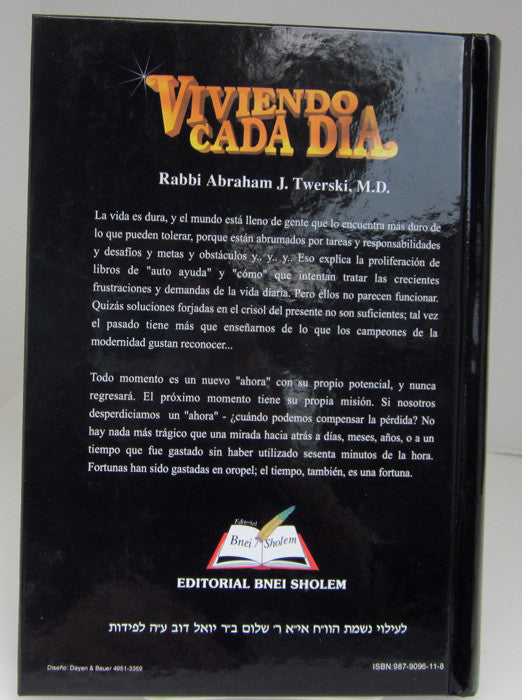 VIVIENDO
CADA DIA
Rabbi Abraham J. Twerski, M.D.
La vida es dura, y el mundo está lleno de gente que lo encuentra más duro de
lo que pueden tolerar, porque están abrumados por tareas y responsabilidades
y desafíos y metas y obstáculos y.. y.. y.. Eso explica la proliferación de
libros de "auto ayuda" y "cómo" que intentan tratar las crecientes
frustraciones y demandas de la vida diaria. Pero ellos no parecen funcionar.
Quizás soluciones forjadas en el crisol del presente no son suficientes; tal vez
el pasado tiene más que enseñarnos de lo que los campeones de la
modernidad gustan reconocer...
Todo momento es un nuevo "ahora" con su propio potencial, y nunca
regresará. El próximo momento tiene su propia misión. Si nosotros
desperdiciamos un "ahora" - ¿cuándo podemos compensar la pérdida? No
hay nada más trágico que una mirada hacia atrás a días, meses, años, o a un
tiempo que fue gastado sin haber utilizado sesenta minutos de la hora.
Fortunas han sido gastadas en oropel; el tiempo, también, es una fortuna.
Editorial
Bnei Sholem
EDITORIAL BNEI SHOLEM
לעילוי נשמת הוו"ח אי"א ר' שלום ב"ר יואל דוב ע"ה לפידות
Diseño: Dayan & Bauer 4961-3359
ISBN:987-9096-11-8